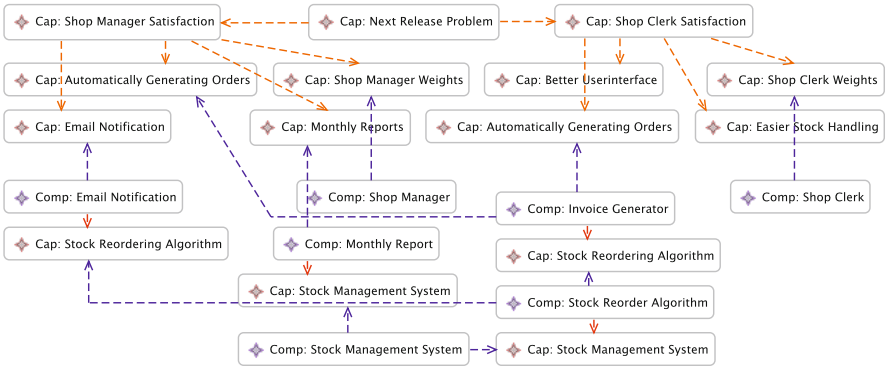 Cap: Shop Manager Satisfaction
Cap: Next Release Problem
Cap: Shop Clerk Satisfaction
Cap: Automatically Generating Orders
Cap: Shop Manager Weights
Cap: Better Userinterface
Cap: Shop Clerk Weights
Cap: Email Notification
Cap: Monthly Reports
Cap: Automatically Generating Orders
Cap: Easier Stock Handling
Comp: Email Notification
Comp: Shop Manager
Comp: Invoice Generator
Comp: Shop Clerk
Cap: Stock Reordering Algorithm
Comp: Monthly Report
Cap: Stock Reordering Algorithm
Cap: Stock Management System
Comp: Stock Reorder Algorithm
Comp: Stock Management System
Cap: Stock Management System